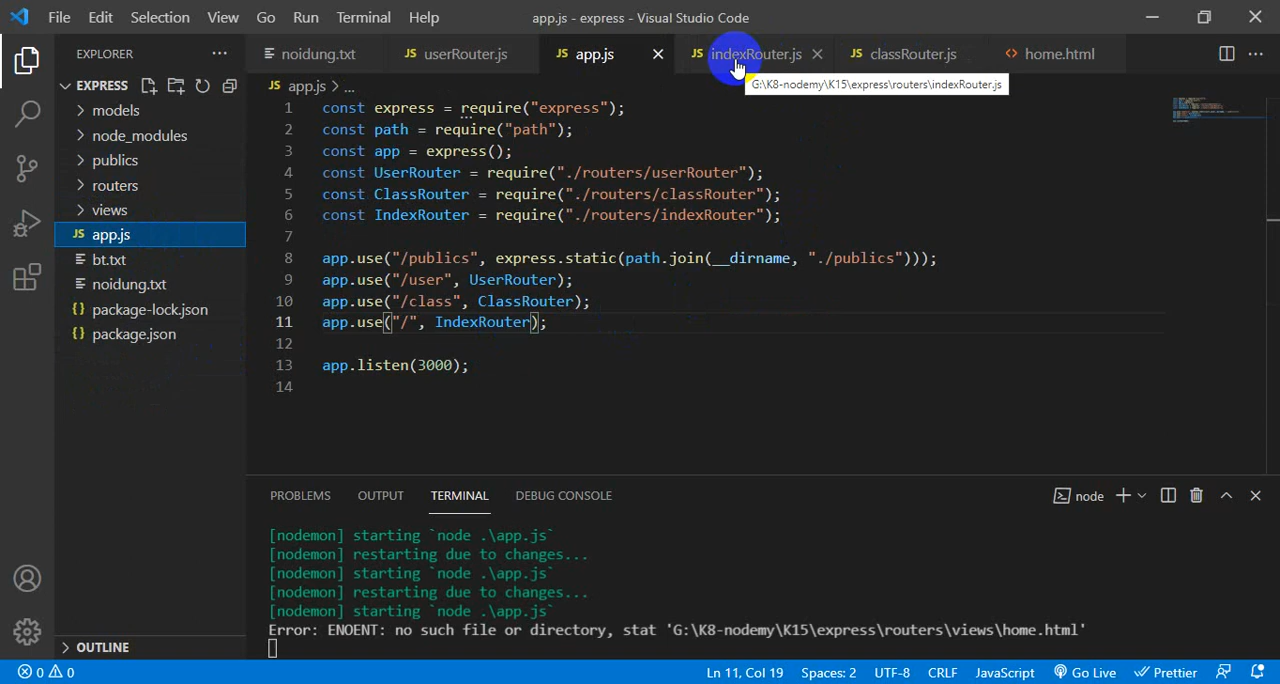 File Edit Selection View Go Run Terminal Help
app.js - express - Visual Studio Code
EXPLORER
noidung.txt
JS userRouter.js
JS app.js
JS indexRouter.js
JS classRouter.js
<> home.html
EXPRESS
JS app.js > ...
G:\K8-nodemy\K15\express\routers\indexRouter.js
models
node_modules
publics
routers
views
JS app.js
bt.txt
noidung.txt
{} package-lock.json
{} package.json
1 const express = require("express");
2 const path = require("path");
3 const app = express();
4 const UserRouter = require("./routers/userRouter");
5 const ClassRouter = require("./routers/classRouter");
6 const IndexRouter = require("./routers/indexRouter");
7
8 app.use("/publics", express.static(path.join(__dirname, "./publics")));
9 app.use("/user", UserRouter);
10 app.use("/class", ClassRouter);
11 app.use("/", IndexRouter);
12
13 app.listen(3000);
14
PROBLEMS OUTPUT TERMINAL DEBUG CONSOLE
node
[nodemon] starting `node .\app.js`
[nodemon] restarting due to changes...
[nodemon] starting `node .\app.js`
[nodemon] restarting due to changes...
[nodemon] starting `node .\app.js`
Error: ENOENT: no such file or directory, stat 'G:\K8-nodemy\K15\express\routers\views\home.html'
OUTLINE
0 0
Ln 11, Col 19 Spaces: 2 UTF-8 CRLF JavaScript Go Live Prettier